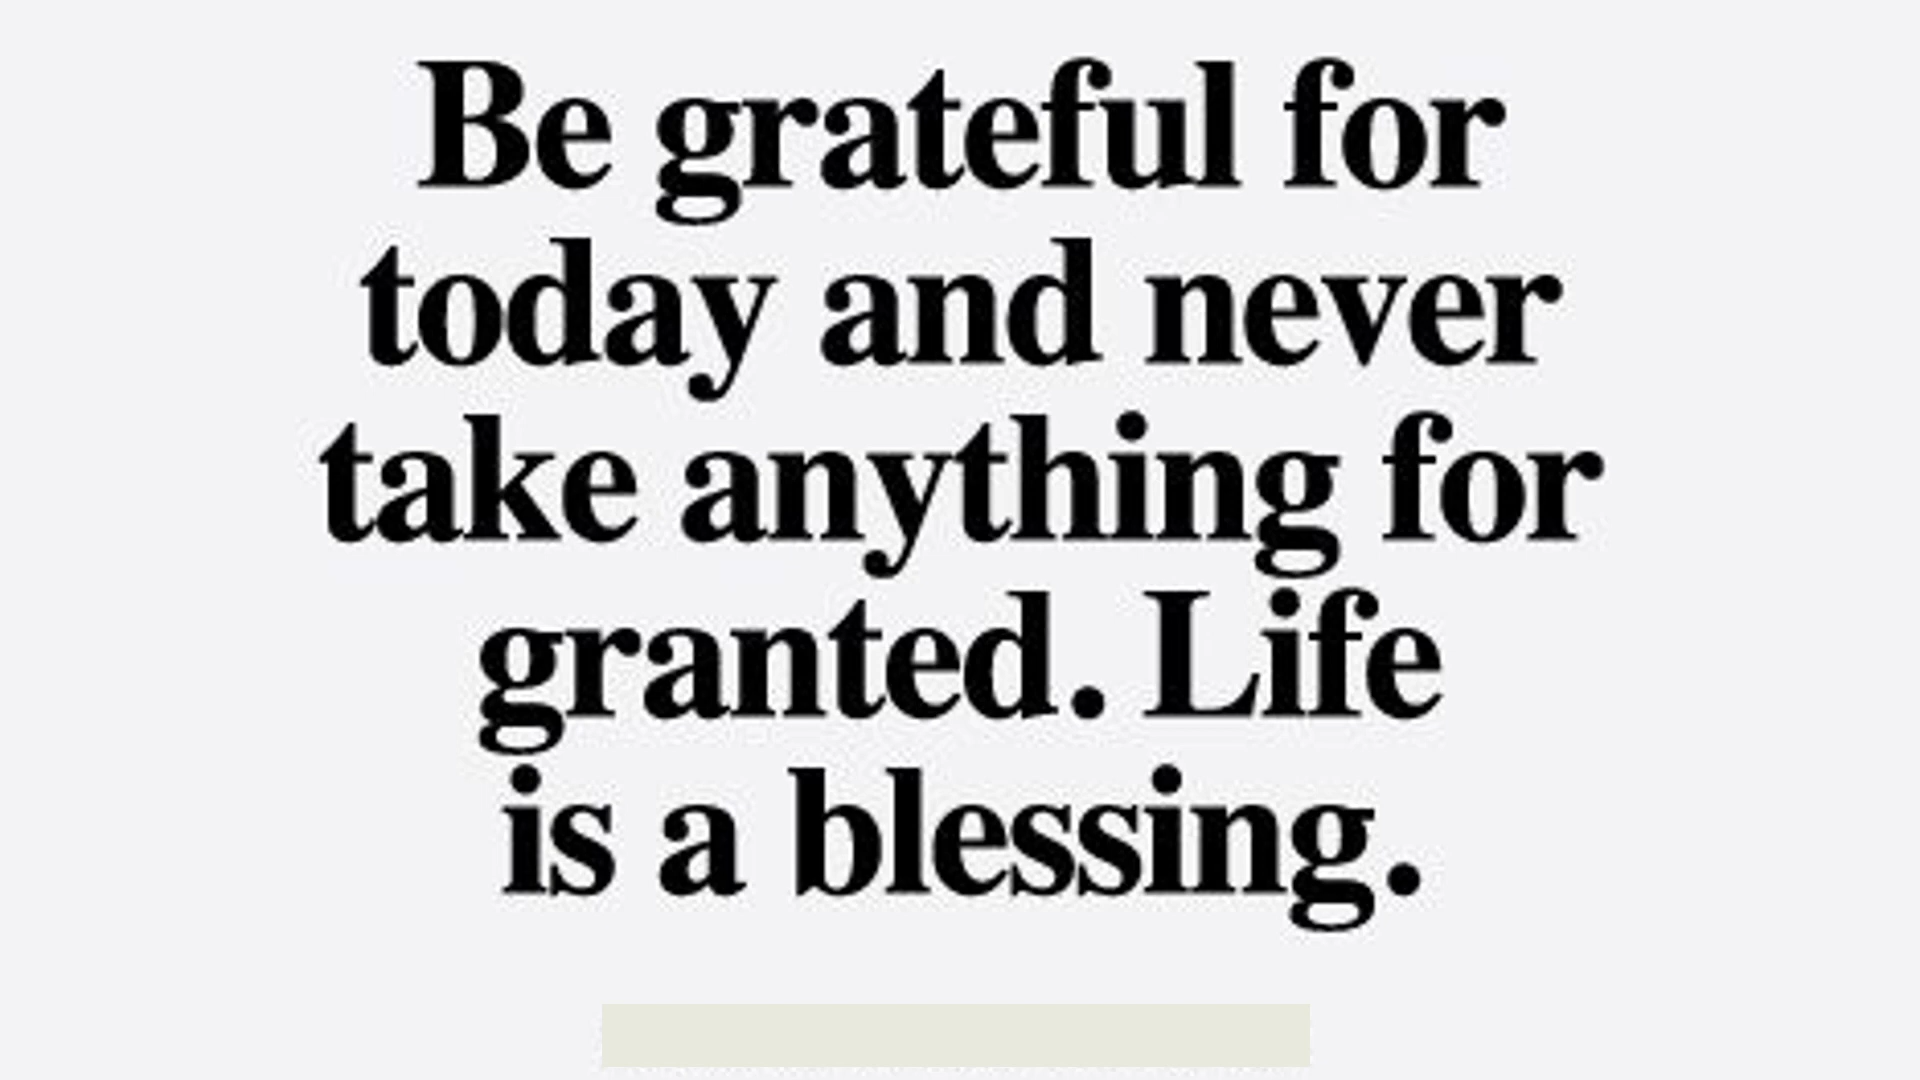 Be grateful for
today and never
take anything for
granted. Life
is a blessing.